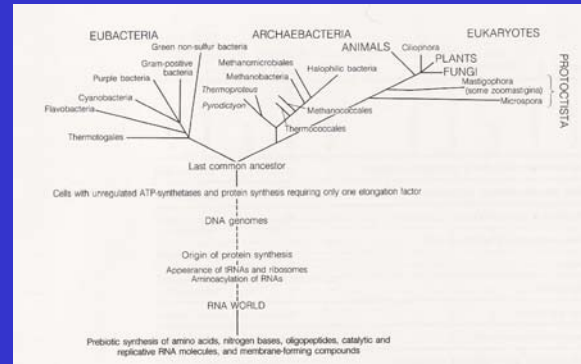 EUBACTERIA
ARCHAEBACTERIA
EUKARYOTES
Green non-sulfur bacteria
Gram-positive
bacteria
Purple bacteria
Cyanobacteria
Flavobacteria
Thermotogales
Methanomicrobiales
Methanobacteria
Thermoproteus
Pyrodictyon
Halophilic bacteria
Methanococcales
Thermococcales
ANIMALS
Ciliophora
PLANTS
FUNGI
Mastigophora
(some zoomastigina)
Microspora
PROTOCTISTA
Last common ancestor
Cells with unregulated ATP-synthetases and protein synthesis requiring only one elongation factor
DNA genomes
Origin of protein synthesis
Appearance of tRNAs and ribosomes
Aminoacylation of RNAs
RNA WORLD
Prebiotic synthesis of amino acids, nitrogen bases, oligopeptides, catalytic and
replicative RNA molecules, and membrane-forming compounds